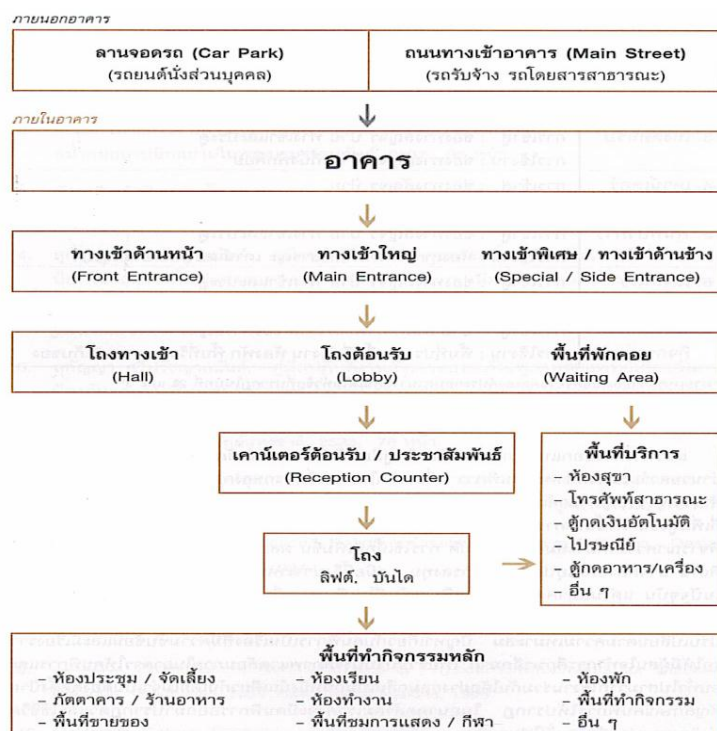 ภายนอกอาคาร
ลานจอดรถ (Car Park)
(รถยนต์นั่งส่วนบุคคล)
ถนนทางเข้าอาคาร (Main Street)
(รถรับจ้าง รถโดยสารสาธารณะ)
ภายในอาคาร
อาคาร
ทางเข้าด้านหน้า
(Front Entrance)
ทางเข้าใหญ่
(Main Entrance)
ทางเข้าพิเศษ / ทางเข้าด้านข้าง
(Special / Side Entrance)
โถงทางเข้า
(Hall)
โถงต้อนรับ
(Lobby)
พื้นที่พักคอย
(Waiting Area)
เคาน์เตอร์ต้อนรับ / ประชาสัมพันธ์
(Reception Counter)
พื้นที่บริการ
– ห้องสุขา
– โทรศัพท์สาธารณะ
– ตู้กดเงินอัตโนมัติ
– ไปรษณีย์
– ตู้กดอาหาร/เครื่อง
– อื่น ๆ
โถง
ลิฟต์. บันได
พื้นที่ทำกิจกรรมหลัก
– ห้องประชุม / จัดเลี้ยง
– ภัตตาคาร / ร้านอาหาร
– พื้นที่ขายของ
– ห้องเรียน
– ห้องทำงาน
– พื้นที่ชมการแสดง / กีฬา
– ห้องพัก
– พื้นที่ทำกิจกรรม
– อื่น ๆ